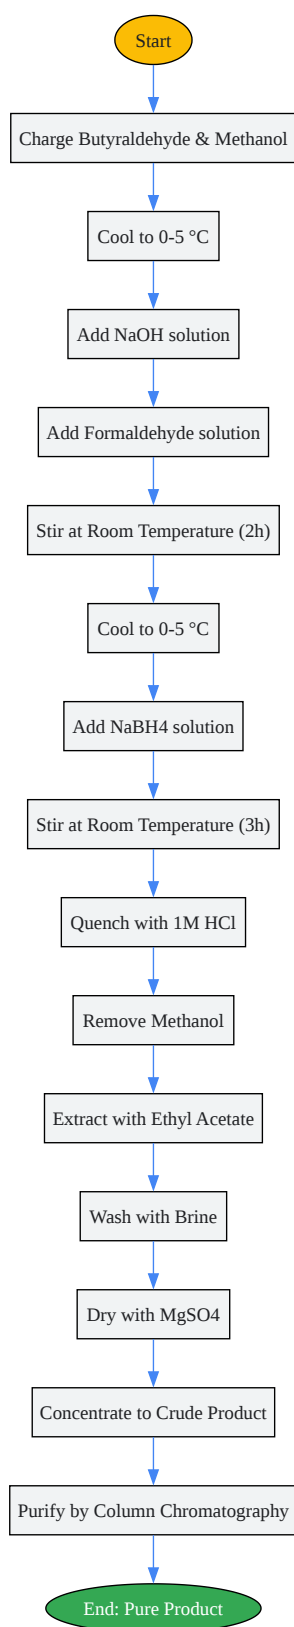 Start
Charge Butyraldehyde & Methanol
Cool to 0-5 °C
Add NaOH solution
Add Formaldehyde solution
Stir at Room Temperature (2h)
Cool to 0-5 °C
Add NaBH4 solution
Stir at Room Temperature (3h)
Quench with 1M HCl
Remove Methanol
Extract with Ethyl Acetate
Wash with Brine
Dry with MgSO4
Concentrate to Crude Product
Purify by Column Chromatography
End: Pure Product